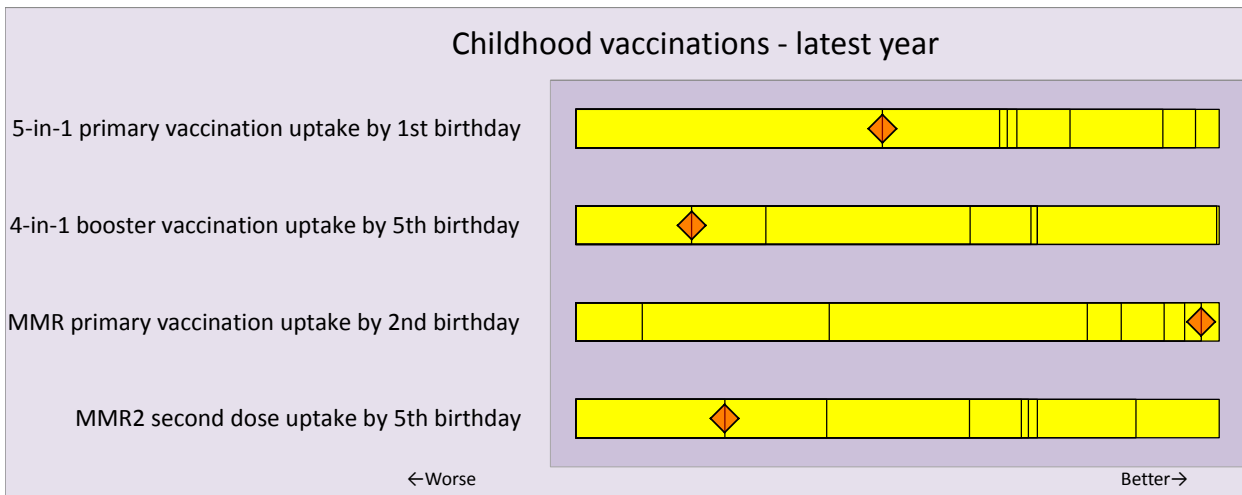 Childhood vaccinations - latest year
5-in-1 primary vaccination uptake by 1st birthday
4-in-1 booster vaccination uptake by 5th birthday
MMR primary vaccination uptake by 2nd birthday
MMR2 second dose uptake by 5th birthday
←Worse
Better→